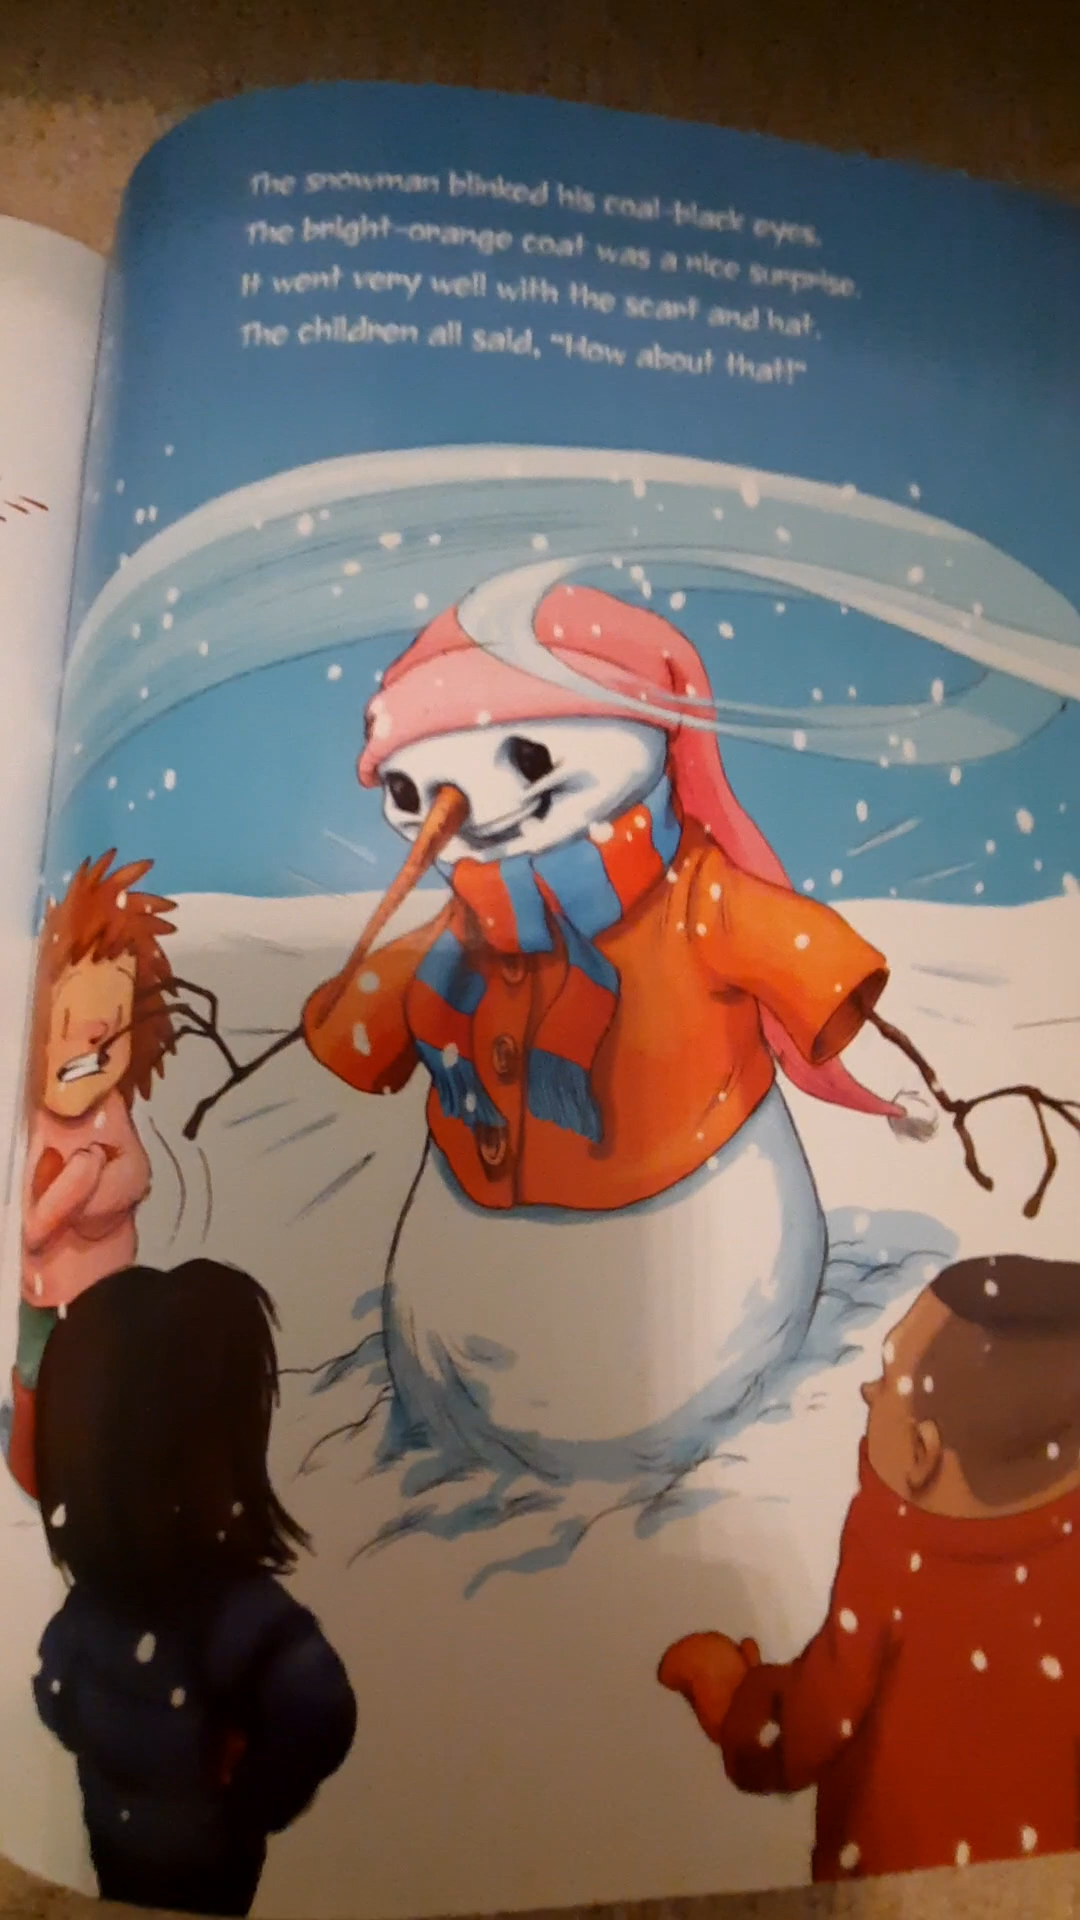 The snowman blinked his coal-black eyes.
The bright-orange coat was a nice surprise.
It went very well with the scarf and hat.
The children all said, "How about that!"